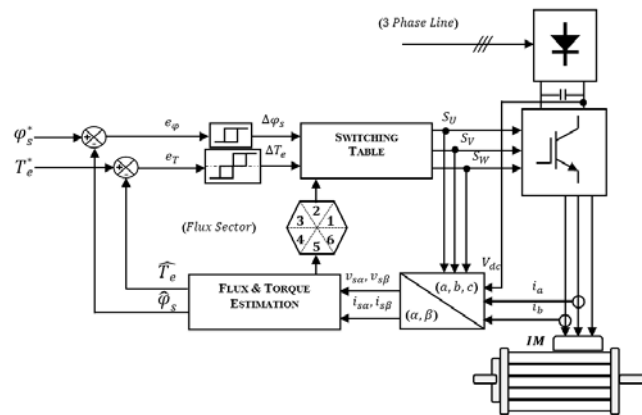 (3 Phase Line)
φ*s
T*e
eφ
eT
Δφs
ΔTe
SWITCHING
TABLE
SU
SV
SW
(Flux Sector)
2
3 1
4 6
5
Vdc
T̂e
φ̂s
FLUX & TORQUE
ESTIMATION
vsα, vsβ
isα, isβ
(a, b, c)
(α, β)
ia
ib
IM